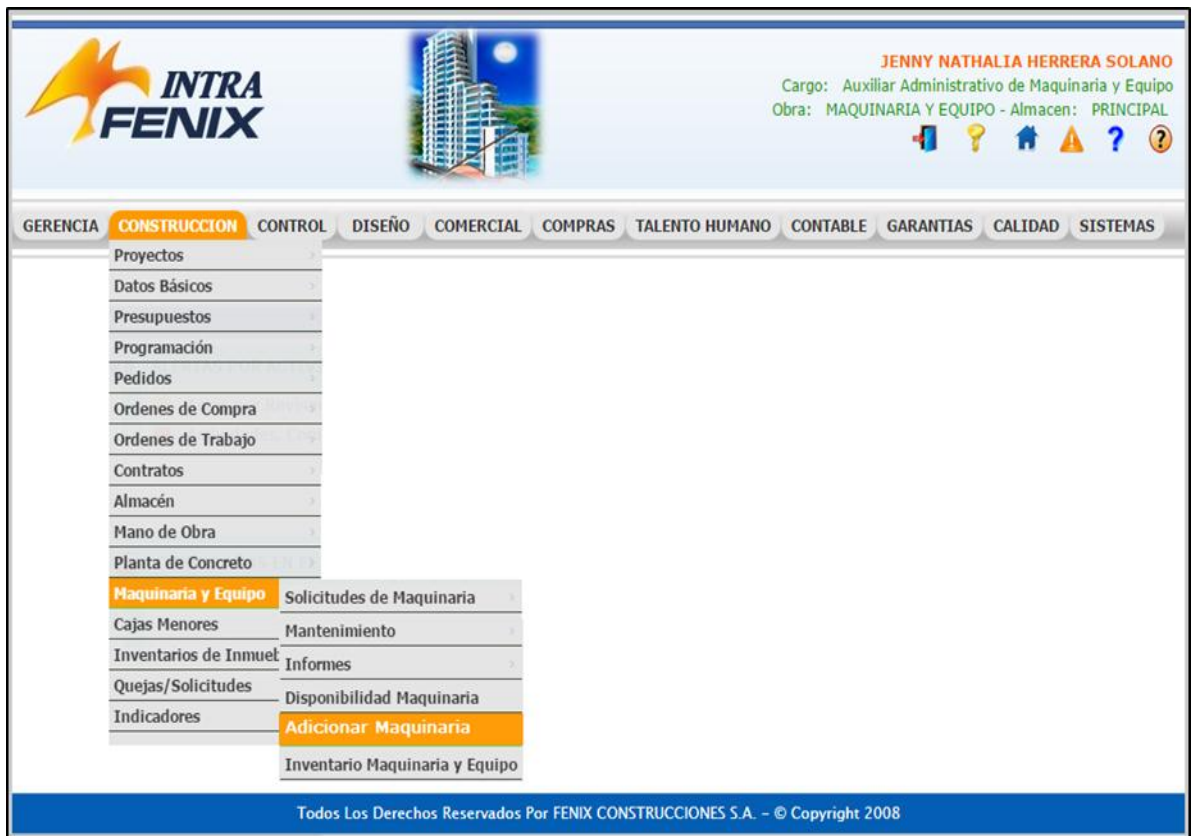 INTRA
FENIX
JENNY NATHALIA HERRERA SOLANO
Cargo: Auxiliar Administrativo de Maquinaria y Equipo
Obra: MAQUINARIA Y EQUIPO - Almacen: PRINCIPAL
GERENCIA CONSTRUCCION CONTROL DISEÑO COMERCIAL COMPRAS TALENTO HUMANO CONTABLE GARANTIAS CALIDAD SISTEMAS
Proyectos
Datos Básicos
Presupuestos
Programación
Pedidos
Ordenes de Compra
Ordenes de Trabajo
Contratos
Almacén
Mano de Obra
Planta de Concreto
Maquinaria y Equipo
Cajas Menores
Inventarios de Inmueb
Quejas/Solicitudes
Indicadores
Solicitudes de Maquinaria
Mantenimiento
Informes
Disponibilidad Maquinaria
Adicionar Maquinaria
Inventario Maquinaria y Equipo
Todos Los Derechos Reservados Por FENIX CONSTRUCCIONES S.A. – © Copyright 2008